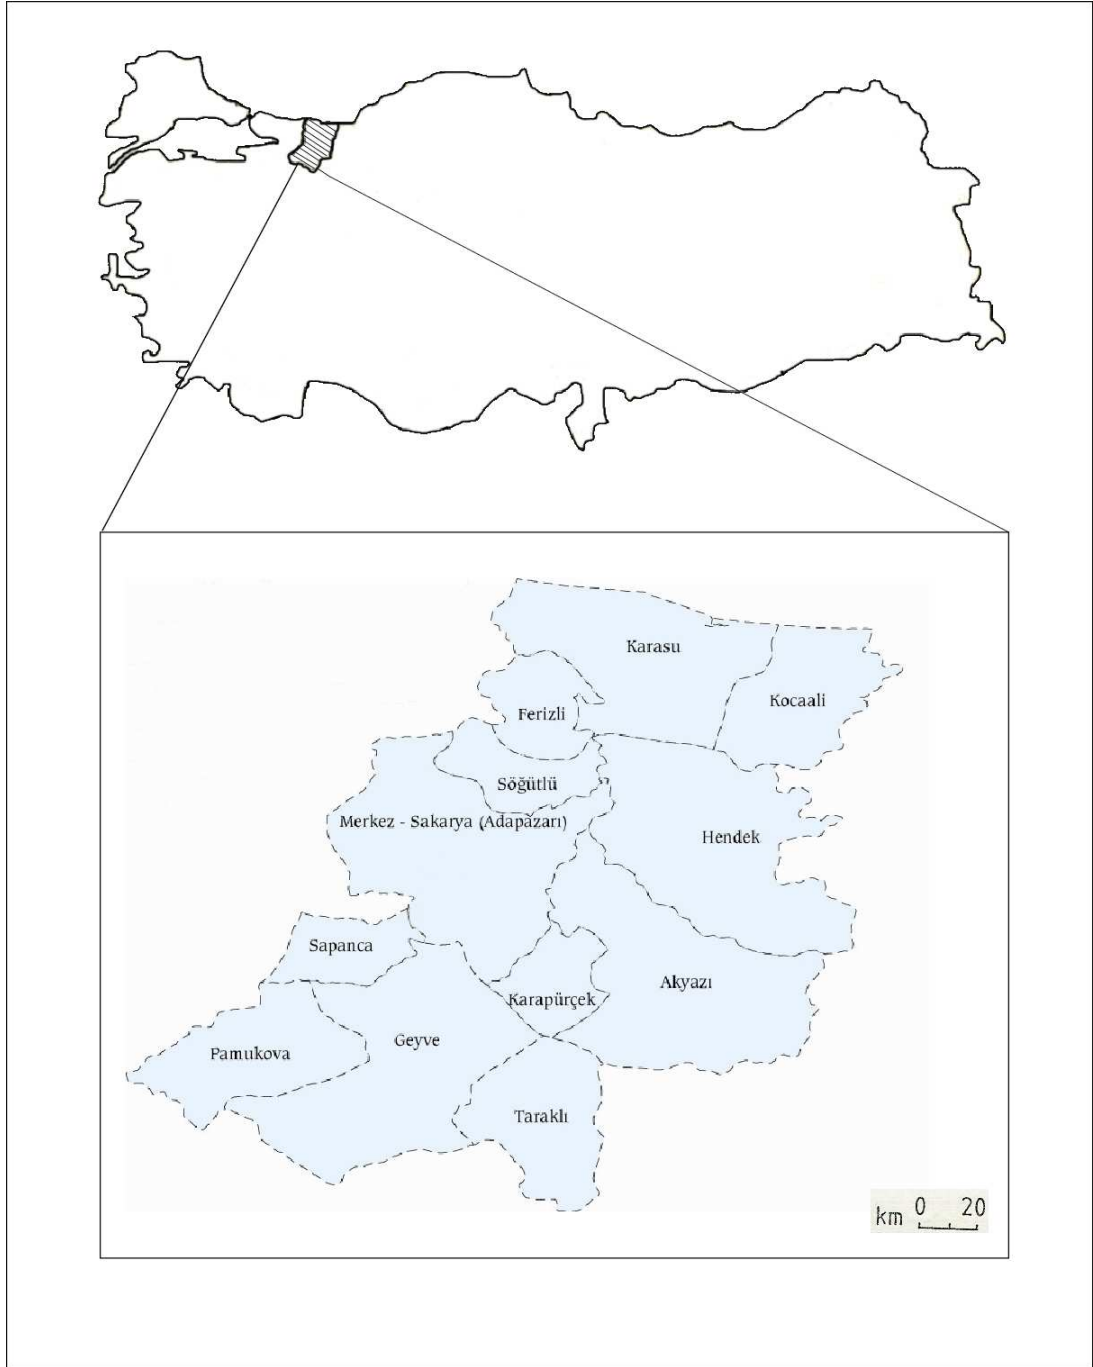 Karasu
Kocaali
Ferizli
Söğütlü
Merkez - Sakarya (Adapazarı)
Hendek
Sapanca
Akyazı
Karapürçek
Geyve
Pamukova
Taraklı
km 0 20